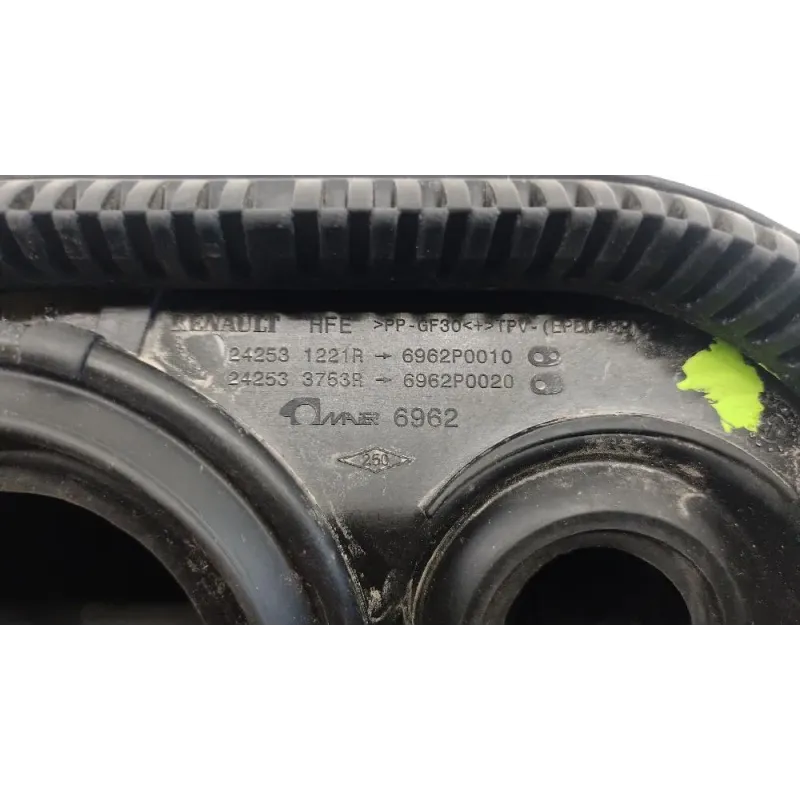 RENAULT HFE >PP-GF30<+>TPV-
24253 1221R → 6962P0010
24253 3753R → 6962P0020
MAIER 6962
250